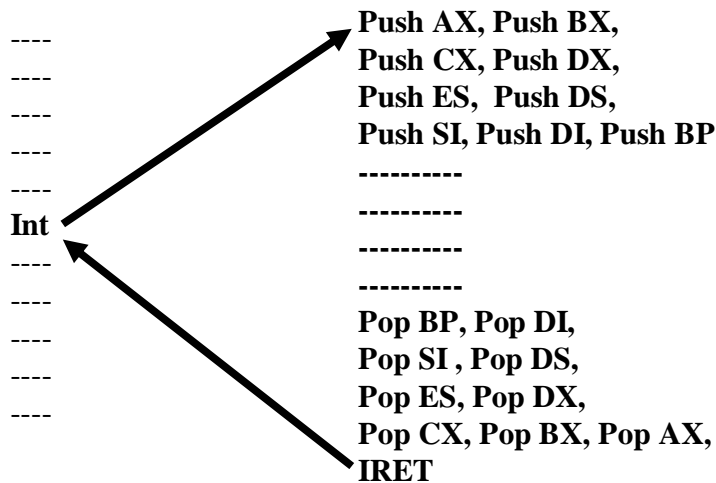 ----
----
----
----
----
Int
----
----
----
----
----
Push AX, Push BX,
Push CX, Push DX,
Push ES, Push DS,
Push SI, Push DI, Push BP
----------
----------
----------
----------
Pop BP, Pop DI,
Pop SI , Pop DS,
Pop ES, Pop DX,
Pop CX, Pop BX, Pop AX,
IRET